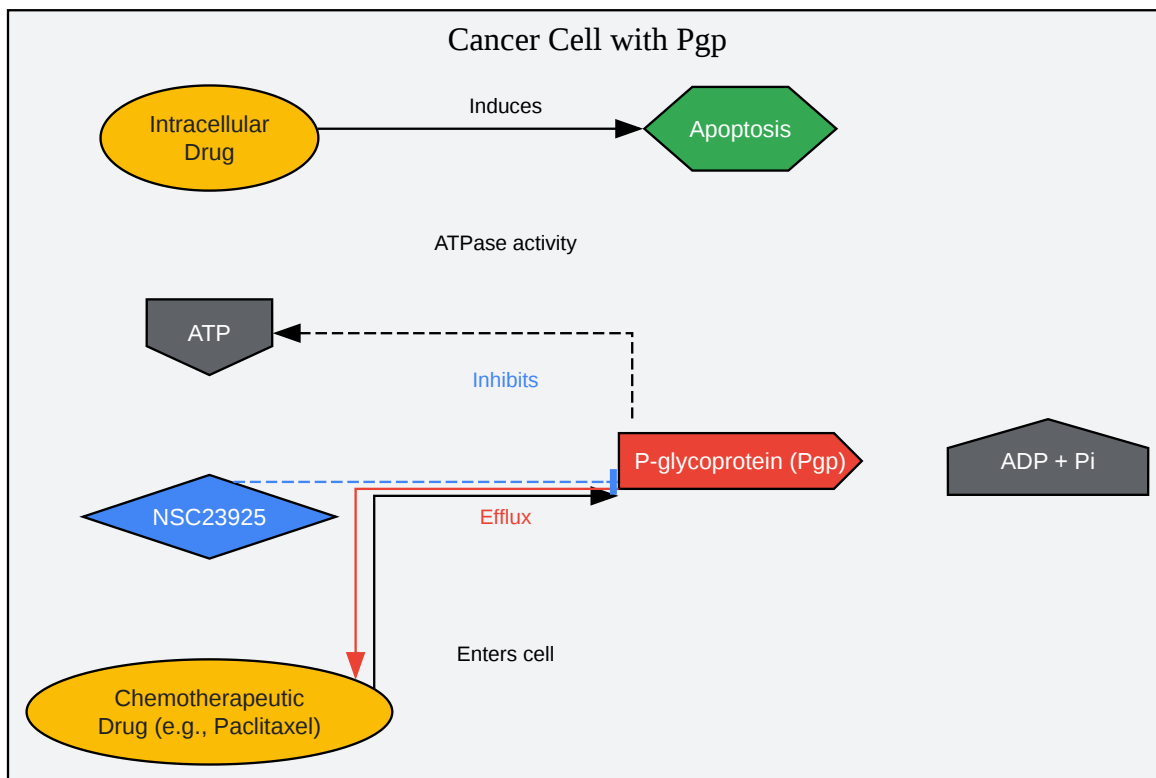 Cancer Cell with Pgp
Intracellular
Drug
Induces
Apoptosis
ATPase activity
ATP
Inhibits
P-glycoprotein (Pgp)
ADP + Pi
NSC23925
Efflux
Enters cell
Chemotherapeutic
Drug (e.g., Paclitaxel)